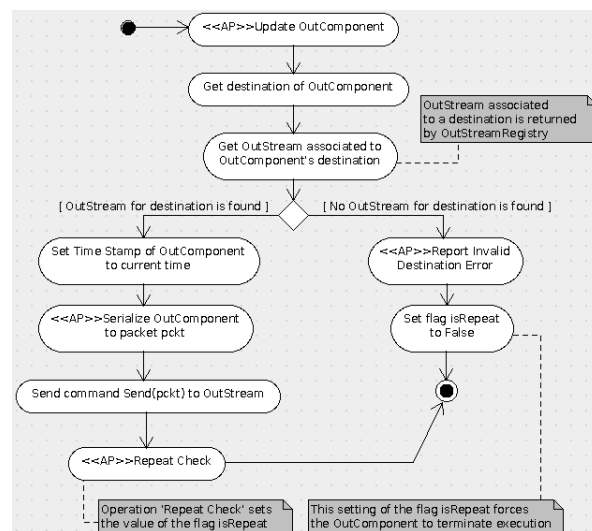 <<AP>>Update OutComponent
Get destination of OutComponent
OutStream associated
to a destination is returned
by OutStreamRegistry
Get OutStream associated to
OutComponent's destination
[ OutStream for destination is found ]
[ No OutStream for destination is found ]
Set Time Stamp of OutComponent
to current time
<<AP>>Report Invalid
Destination Error
<<AP>>Serialize OutComponent
to packet pckt
Set flag isRepeat
to False
Send command Send(pckt) to OutStream
<<AP>>Repeat Check
Operation 'Repeat Check' sets
the value of the flag isRepeat
This setting of the flag isRepeat forces
the OutComponent to terminate execution